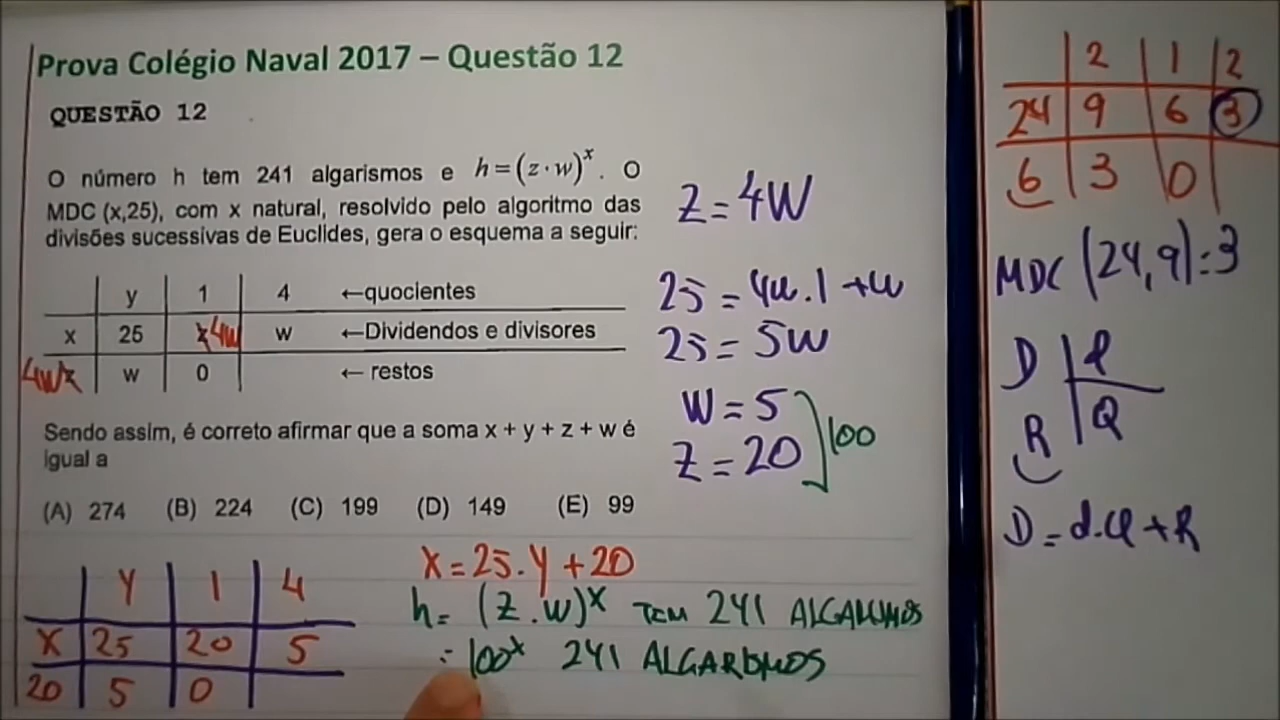 Prova Colégio Naval 2017 – Questão 12
QUESTÃO 12
O número h tem 241 algarismos e h=(z·w)^x. O
MDC (x,25), com x natural, resolvido pelo algoritmo das
divisões sucessivas de Euclides, gera o esquema a seguir:
y 1 4 ←quocientes
x 25 z 4w w ←Dividendos e divisores
4w z w 0 ← restos
Sendo assim, é correto afirmar que a soma x + y + z + w é
igual a
(A) 274 (B) 224 (C) 199 (D) 149 (E) 99
Z = 4W
25 = 4w.1 + w
25 = 5w
W = 5
Z = 20
100
Y 1 4
X 25 20 5
20 5 0
X = 25.Y + 20
h = (Z.W)^x TEM 241 ALGARISMOS
= 100^x 241 ALGARISMOS
2 1 2
24 9 6 3
6 3 0
MDC (24,9)=3
D d
R Q
D = d.Q + R